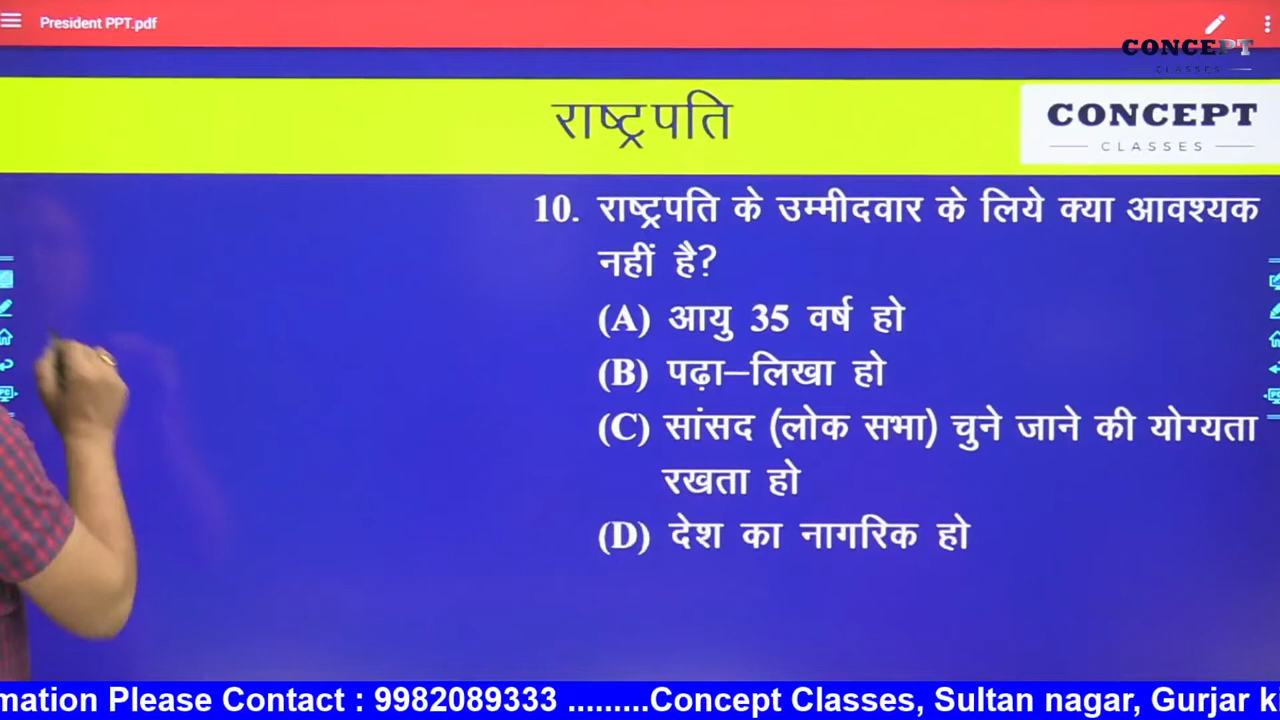 President PPT.pdf
CONCEPT
CLASSES
राष्ट्रपति
CONCEPT
CLASSES
10. राष्ट्रपति के उम्मीदवार के लिये क्या आवश्यक
नहीं है?
(A) आयु 35 वर्ष हो
(B) पढ़ा–लिखा हो
(C) सांसद (लोक सभा) चुने जाने की योग्यता
रखता हो
(D) देश का नागरिक हो
mation Please Contact : 9982089333 .........Concept Classes, Sultan nagar, Gurjar k